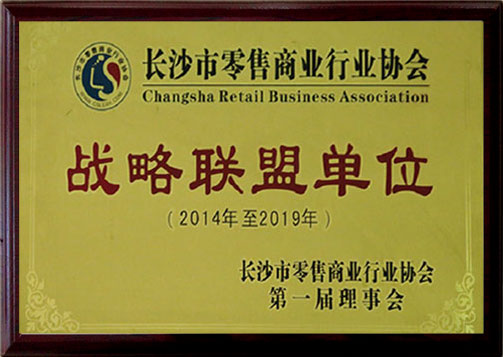 长沙市零售商业行业协会
Changsha Retail Business Association
战略联盟单位
（2014年至2019年）
长沙市零售商业行业协会
第一届理事会